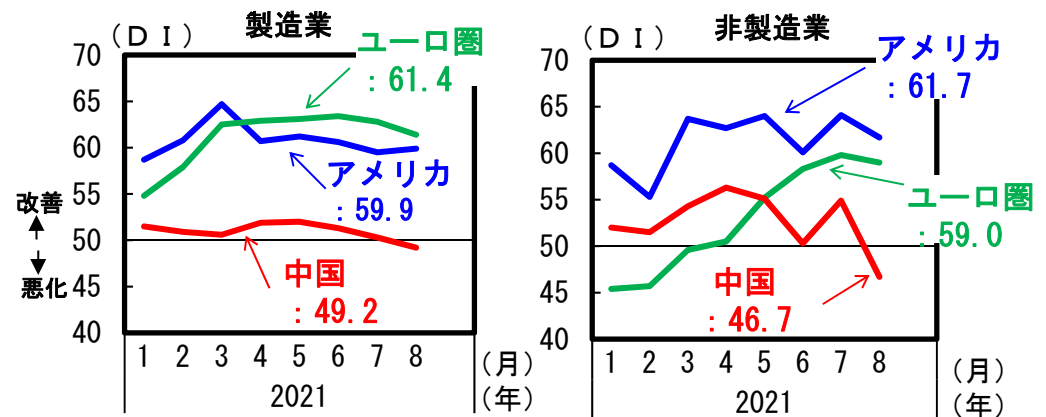 製造業
（ＤＩ）
ユーロ圏
：61.4
70
65
60
55
50
45
40
アメリカ
：59.9
中国
：49.2
改善
悪化
1 2 3 4 5 6 7 8
（月）
2021
（年）
非製造業
（ＤＩ）
アメリカ
：61.7
70
65
60
55
50
45
40
ユーロ圏
：59.0
中国
：46.7
1 2 3 4 5 6 7 8
（月）
2021
（年）